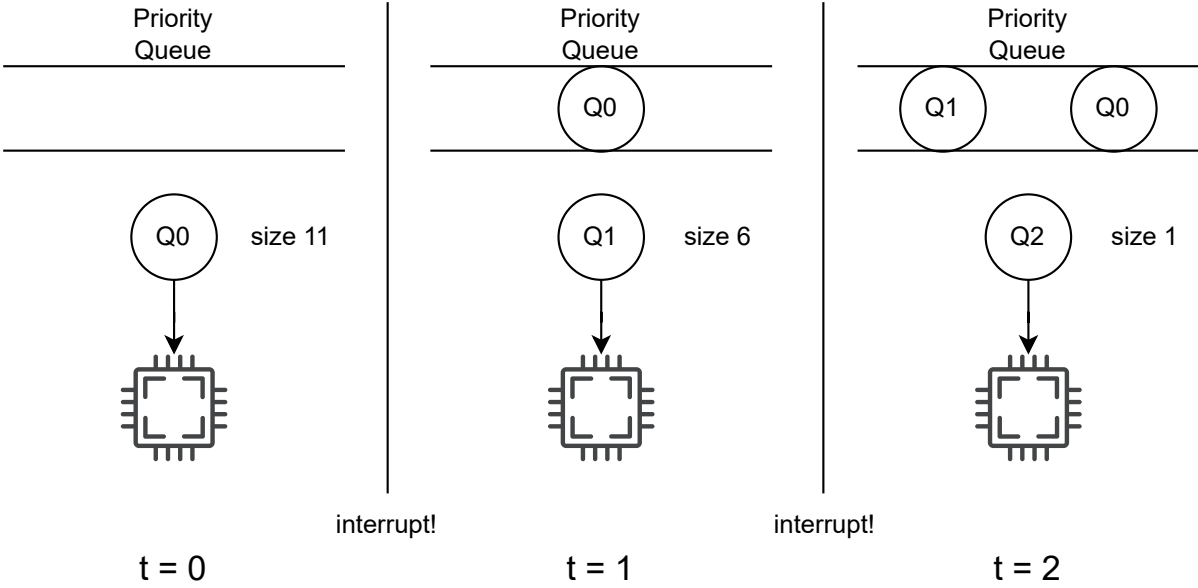 Priority
Queue
Q0
size 11
t = 0
interrupt!
Priority
Queue
Q0
Q1
size 6
t = 1
interrupt!
Priority
Queue
Q1
Q0
Q2
size 1
t = 2